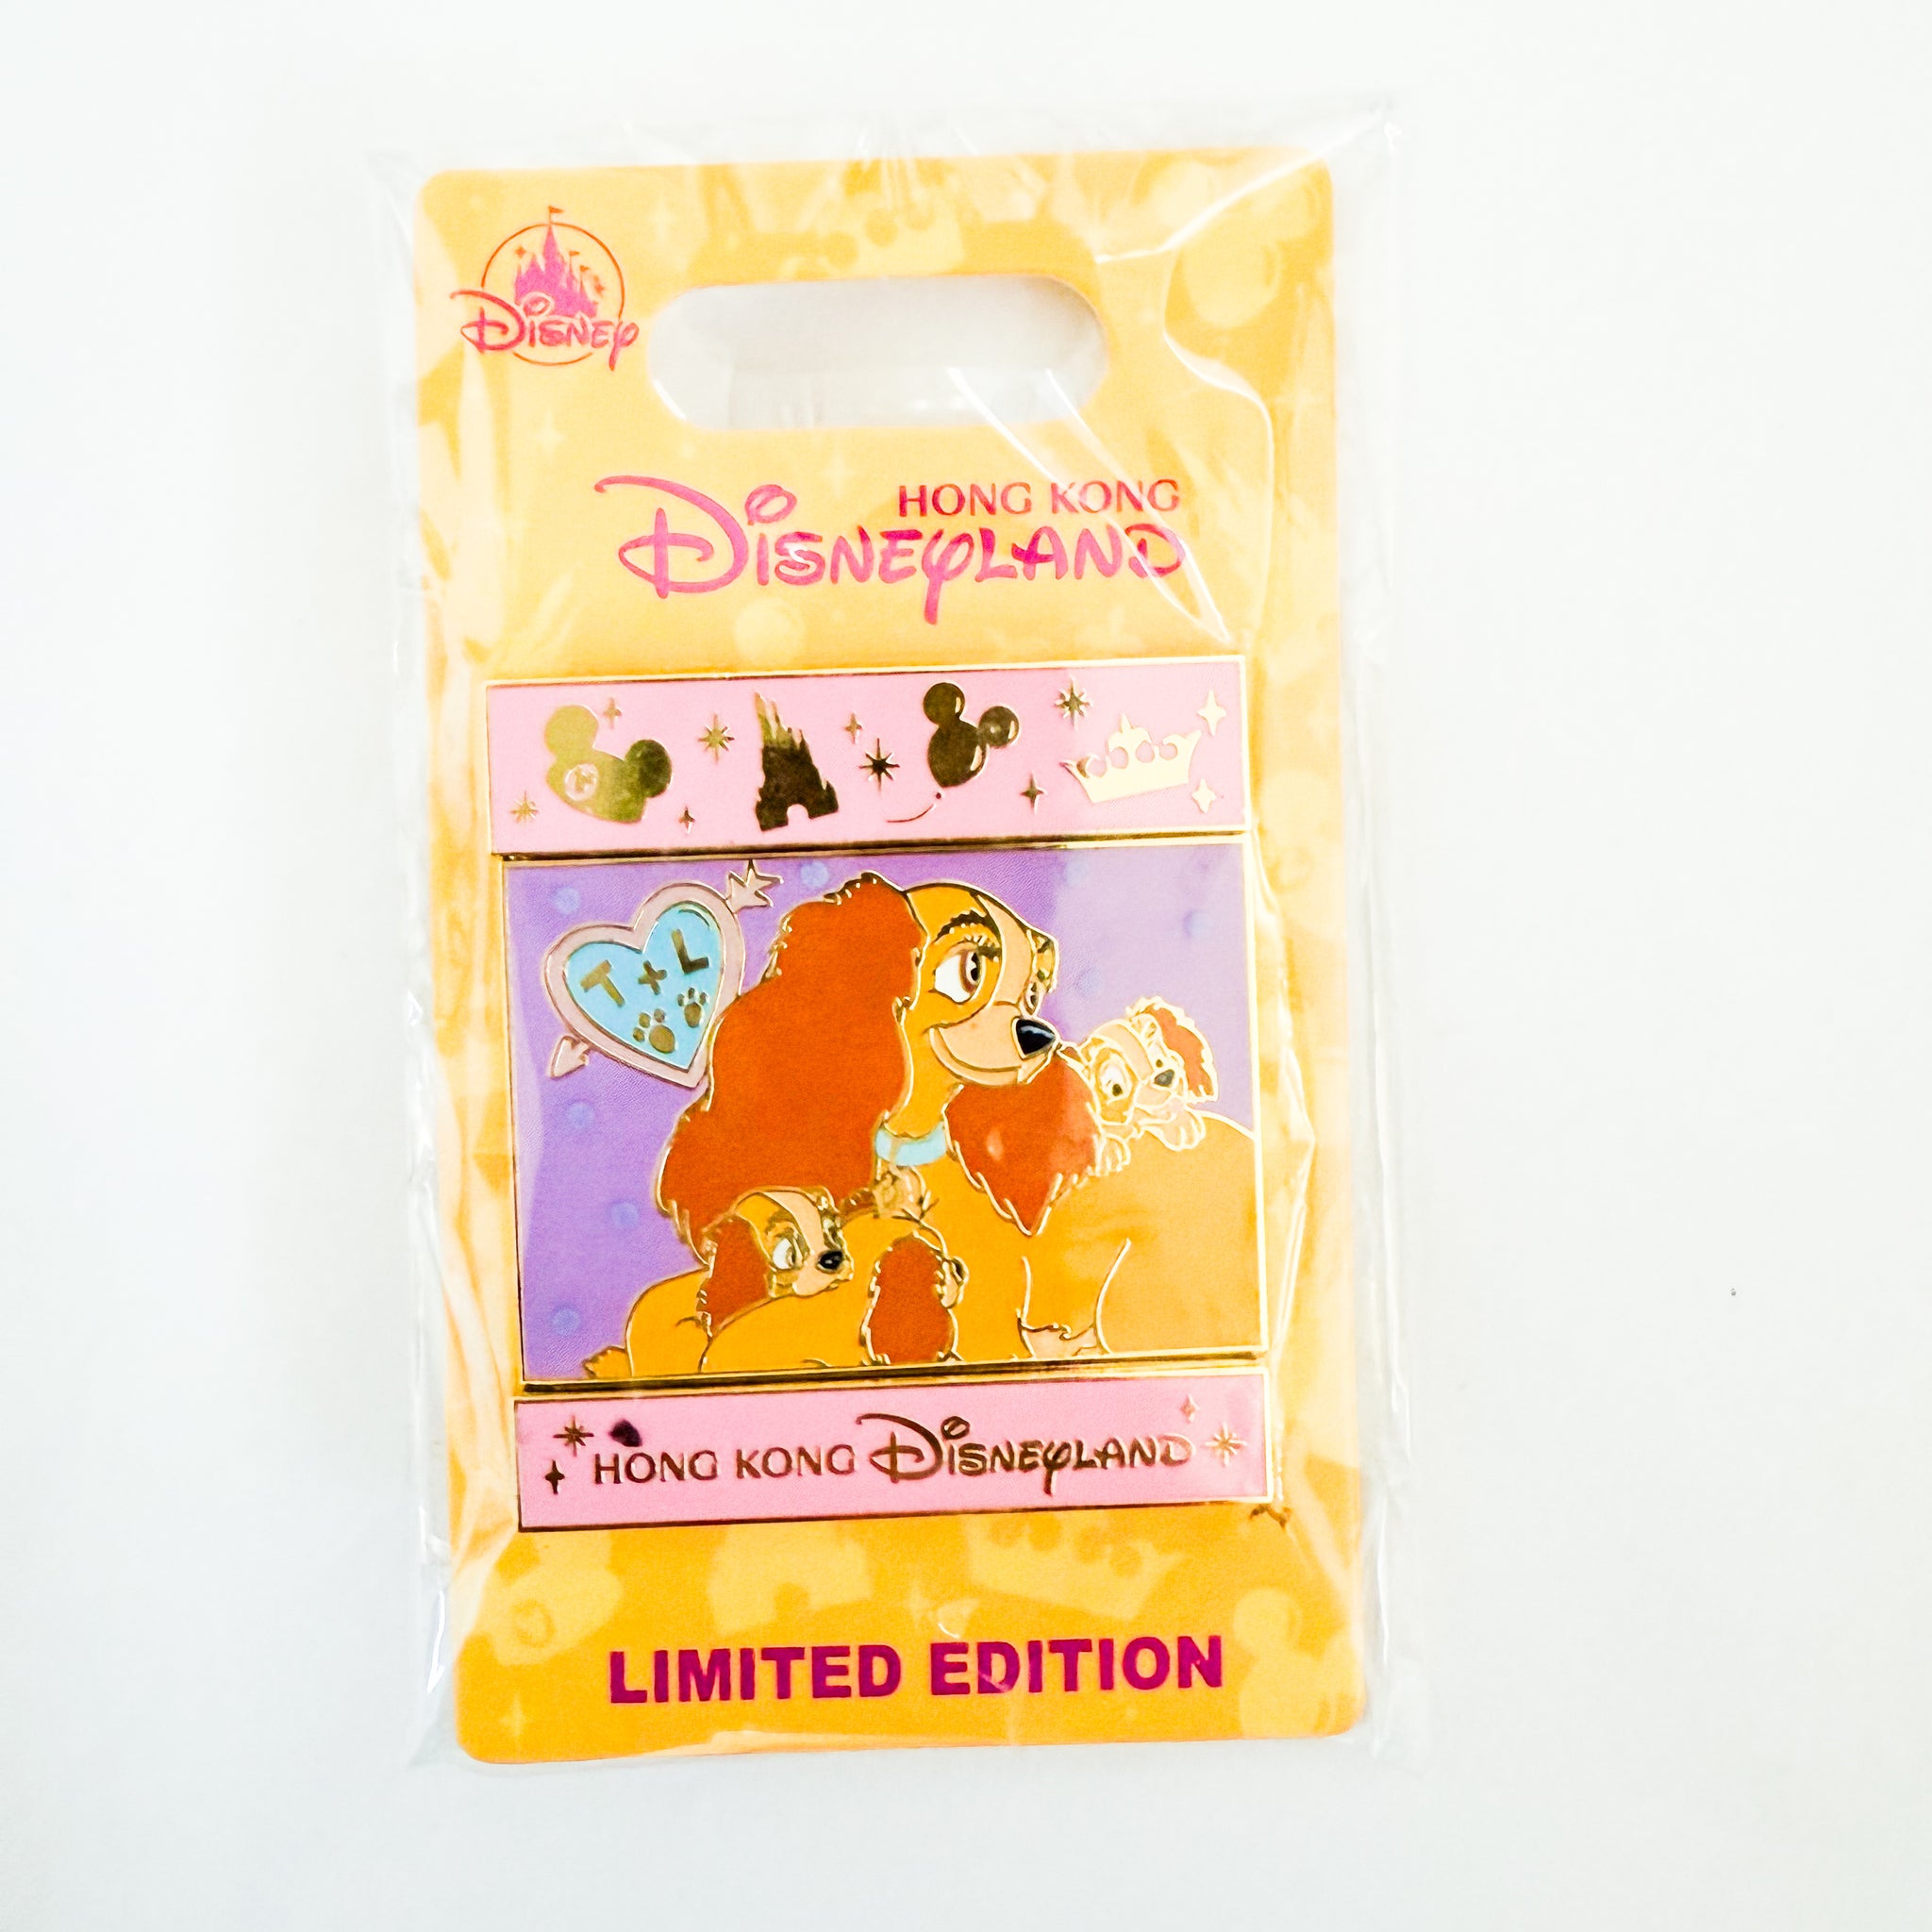 Disney
HONG KONG
Disneyland
T + L
HONG KONG Disneyland
LIMITED EDITION